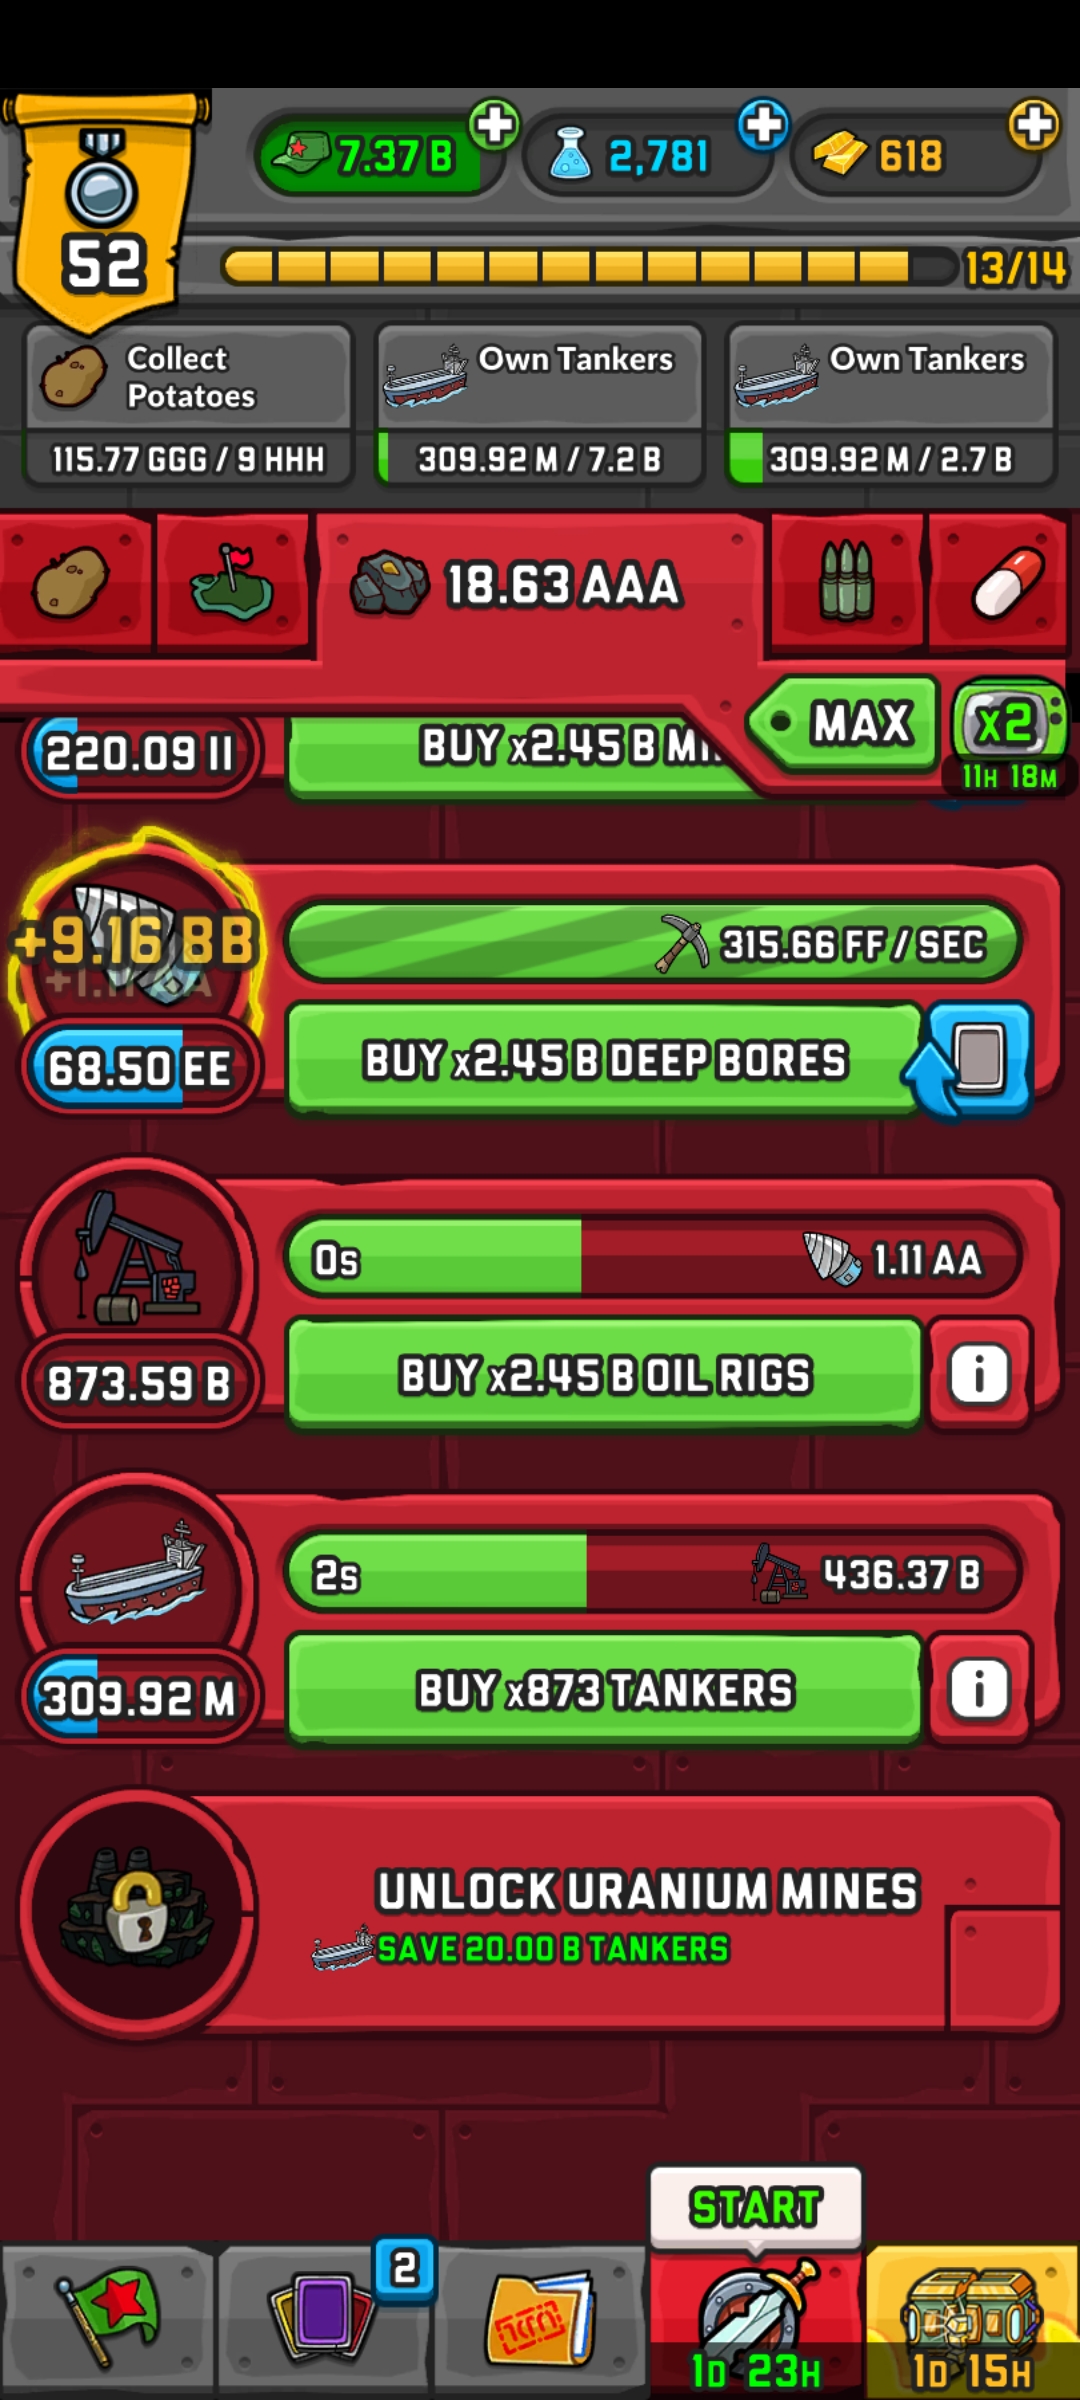 7.37 B
2,781
618
52
13/14
Collect
Potatoes
Own Tankers
Own Tankers
115.77 GGG / 9 HHH
309.92 M / 7.2 B
309.92 M / 2.7 B
18.63 AAA
MAX
x2
11H 18M
220.09 II
BUY x2.45 B
+9.16 BB
315.66 FF / SEC
68.50 EE
BUY x2.45 B DEEP BORES
0s
1.11 AA
873.59 B
BUY x2.45 B OIL RIGS
i
2s
436.37 B
309.92 M
BUY x873 TANKERS
i
UNLOCK URANIUM MINES
SAVE 20.00 B TANKERS
START
2
1D 23H
1D 15H